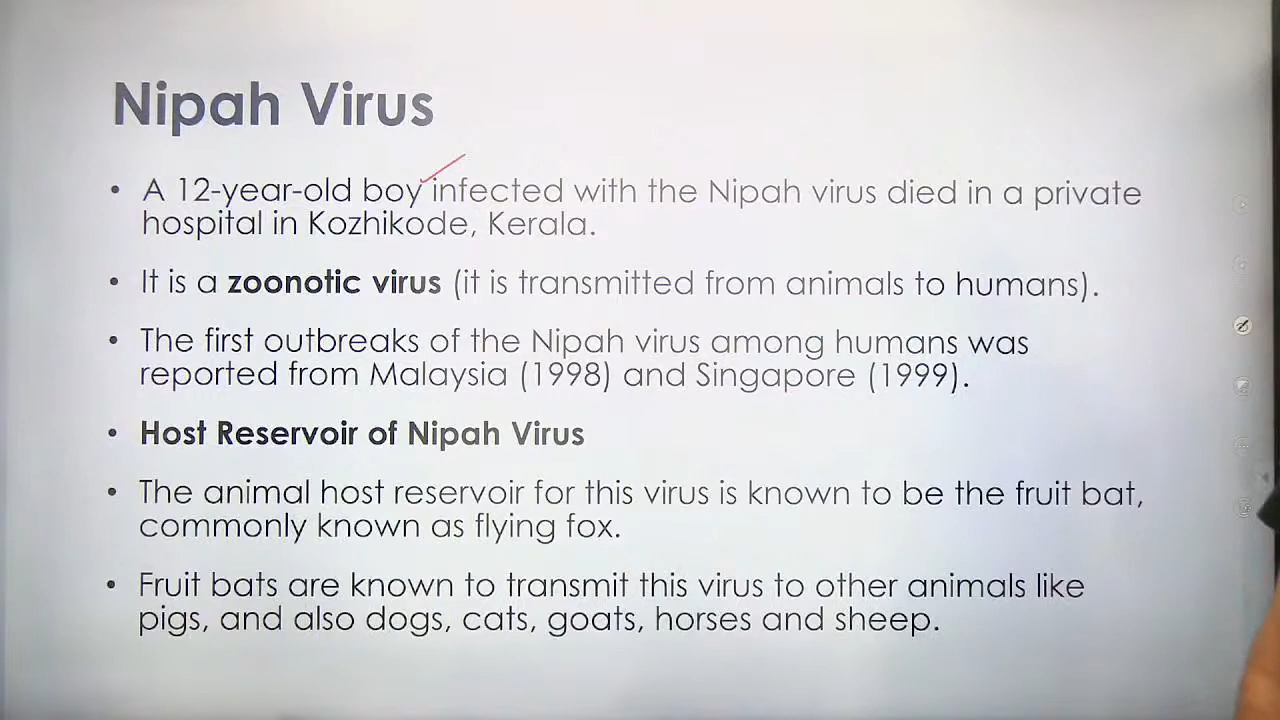 Nipah Virus
• A 12-year-old boy infected with the Nipah virus died in a private
hospital in Kozhikode, Kerala.
• It is a zoonotic virus (it is transmitted from animals to humans).
• The first outbreaks of the Nipah virus among humans was
reported from Malaysia (1998) and Singapore (1999).
• Host Reservoir of Nipah Virus
• The animal host reservoir for this virus is known to be the fruit bat,
commonly known as flying fox.
• Fruit bats are known to transmit this virus to other animals like
pigs, and also dogs, cats, goats, horses and sheep.